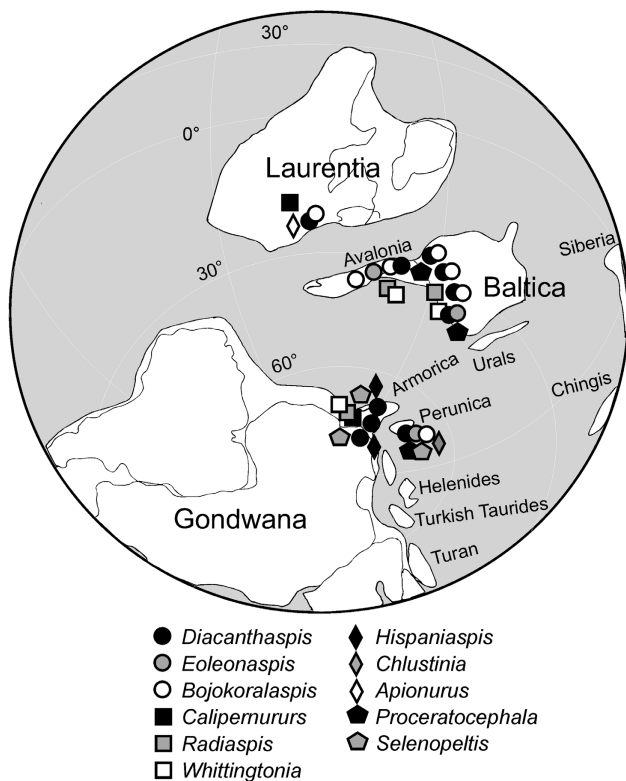 30°
0°
Laurentia
30°
Avalonia
Siberia
Baltica
60°
Armorica
Urals
Chingis
Perunica
Helenides
Gondwana
Turkish Taurides
Turan
Diacanthaspis
Hispaniaspis
Eoleonaspis
Chlustinia
Bojokoralaspis
Apionurus
Calipernururs
Proceratocephala
Radiaspis
Selenopeltis
Whittingtonia